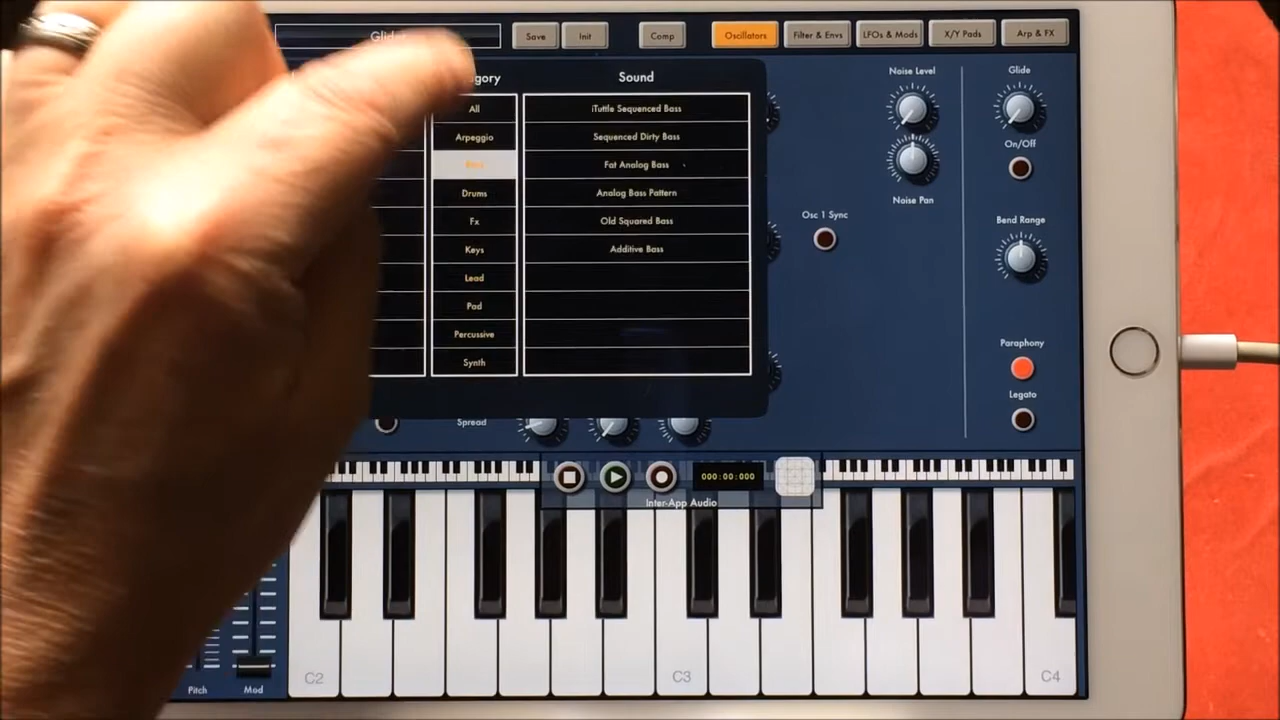 Save
Init
Comp
Oscillators
Filter & Envs
LFOs & Mods
X/Y Pads
Arp & FX
Sound
All
Arpeggio
Bass
Drums
Fx
Keys
Lead
Pad
Percussive
Synth
iTuttle Sequenced Bass
Sequenced Dirty Bass
Fat Analog Bass
Analog Bass Pattern
Old Squared Bass
Additive Bass
Noise Level
Noise Pan
Osc 1 Sync
Glide
On/Off
Bend Range
Paraphony
Legato
Spread
000:00:000
Inter-App Audio
Pitch
Mod
C2
C3
C4